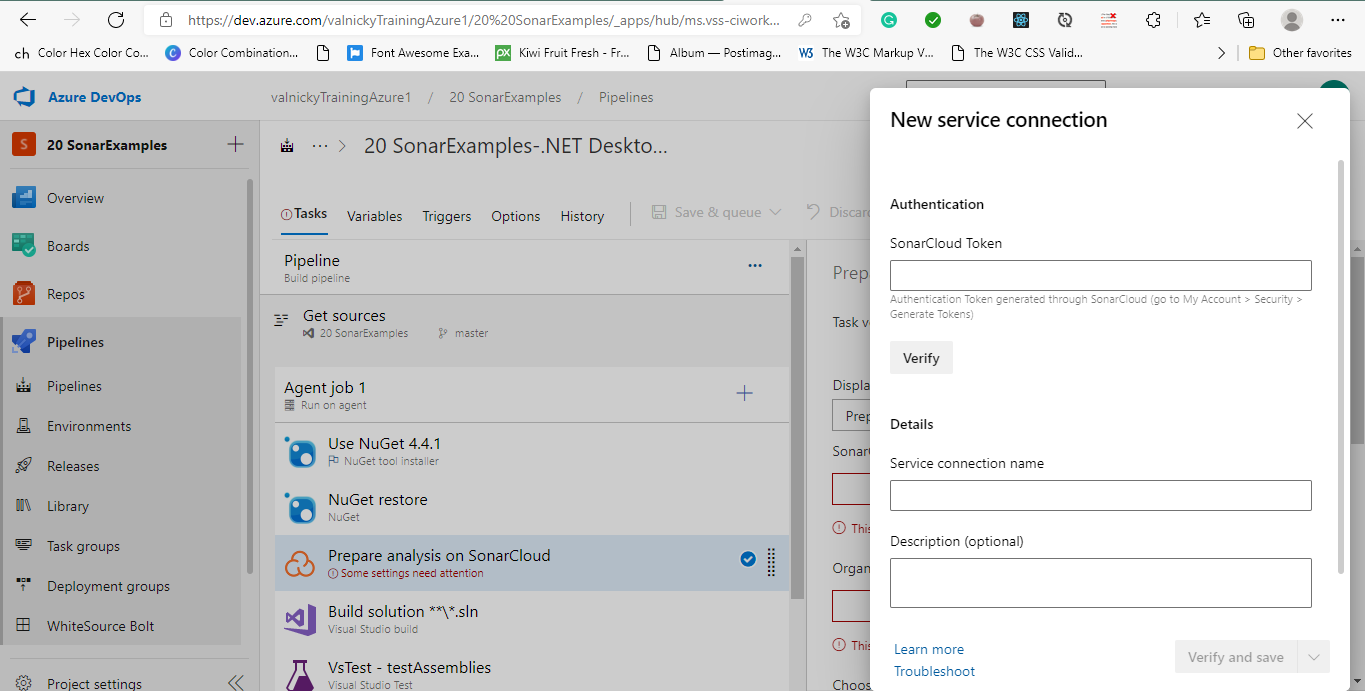 https://dev.azure.com/valnickyTrainingAzure1/20%20SonarExamples/_apps/hub/ms.vss-ciwork...
ch Color Hex Color Co...
C Color Combination...
Font Awesome Exa...
px Kiwi Fruit Fresh - Fr...
Album — Postimag...
W3 The W3C Markup V...
The W3C CSS Valid...
Other favorites
Azure DevOps
valnickyTrainingAzure1 / 20 SonarExamples / Pipelines
S 20 SonarExamples
Overview
Boards
Repos
Pipelines
Pipelines
Environments
Releases
Library
Task groups
Deployment groups
WhiteSource Bolt
Project settings
... > 20 SonarExamples-.NET Deskto...
Tasks Variables Triggers Options History Save & queue Discar
Pipeline
Build pipeline
Get sources
20 SonarExamples master
Agent job 1
Run on agent
Use NuGet 4.4.1
NuGet tool installer
NuGet restore
NuGet
Prepare analysis on SonarCloud
Some settings need attention
Build solution **\*.sln
Visual Studio build
VsTest - testAssemblies
Visual Studio Test
Prep
Task v
Displa
Prep
Sonar
This
Organ
This
Choos
New service connection
Authentication
SonarCloud Token
Authentication Token generated through SonarCloud (go to My Account > Security >
Generate Tokens)
Verify
Details
Service connection name
Description (optional)
Learn more
Troubleshoot
Verify and save